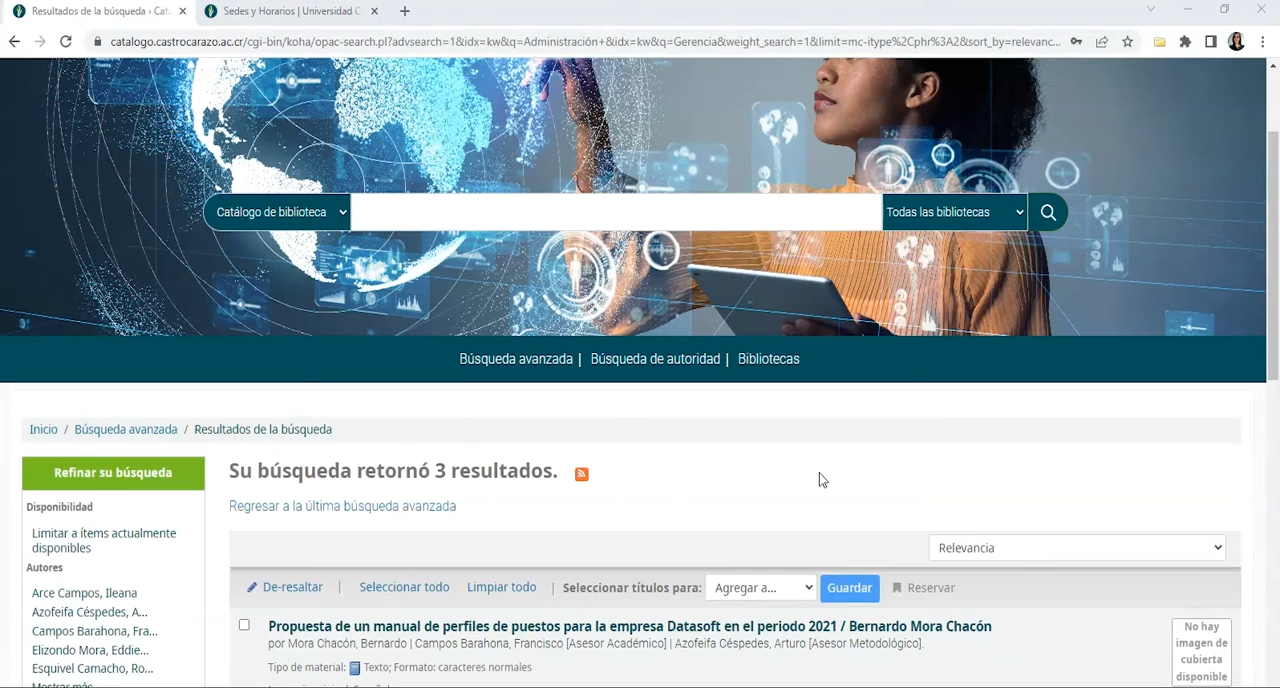 Resultados de la búsqueda › Cat
Sedes y Horarios | Universidad C
catalogo.castrocarazo.ac.cr/cgi-bin/koha/opac-search.pl?advsearch=1&idx=kw&q=Administración+&idx=kw&q=Gerencia&weight_search=1&limit=mc-itype%2Cphr%3A2&sort_by=relevanc...
Catálogo de biblioteca
Todas las bibliotecas
Búsqueda avanzada | Búsqueda de autoridad | Bibliotecas
Inicio / Búsqueda avanzada / Resultados de la búsqueda
Refinar su búsqueda
Disponibilidad
Limitar a ítems actualmente
disponibles
Autores
Arce Campos, Ileana
Azofeifa Céspedes, A...
Campos Barahona, Fra...
Elizondo Mora, Eddie...
Esquivel Camacho, Ro...
Mostrar más
Su búsqueda retornó 3 resultados.
Regresar a la última búsqueda avanzada
Relevancia
De-resaltar | Seleccionar todo Limpiar todo | Seleccionar títulos para: Agregar a... Guardar Reservar
Propuesta de un manual de perfiles de puestos para la empresa Datasoft en el periodo 2021 / Bernardo Mora Chacón
por Mora Chacón, Bernardo | Campos Barahona, Francisco [Asesor Académico] | Azofeifa Céspedes, Arturo [Asesor Metodológico].
Tipo de material: Texto; Formato: caracteres normales
No hay
imagen de
cubierta
disponible